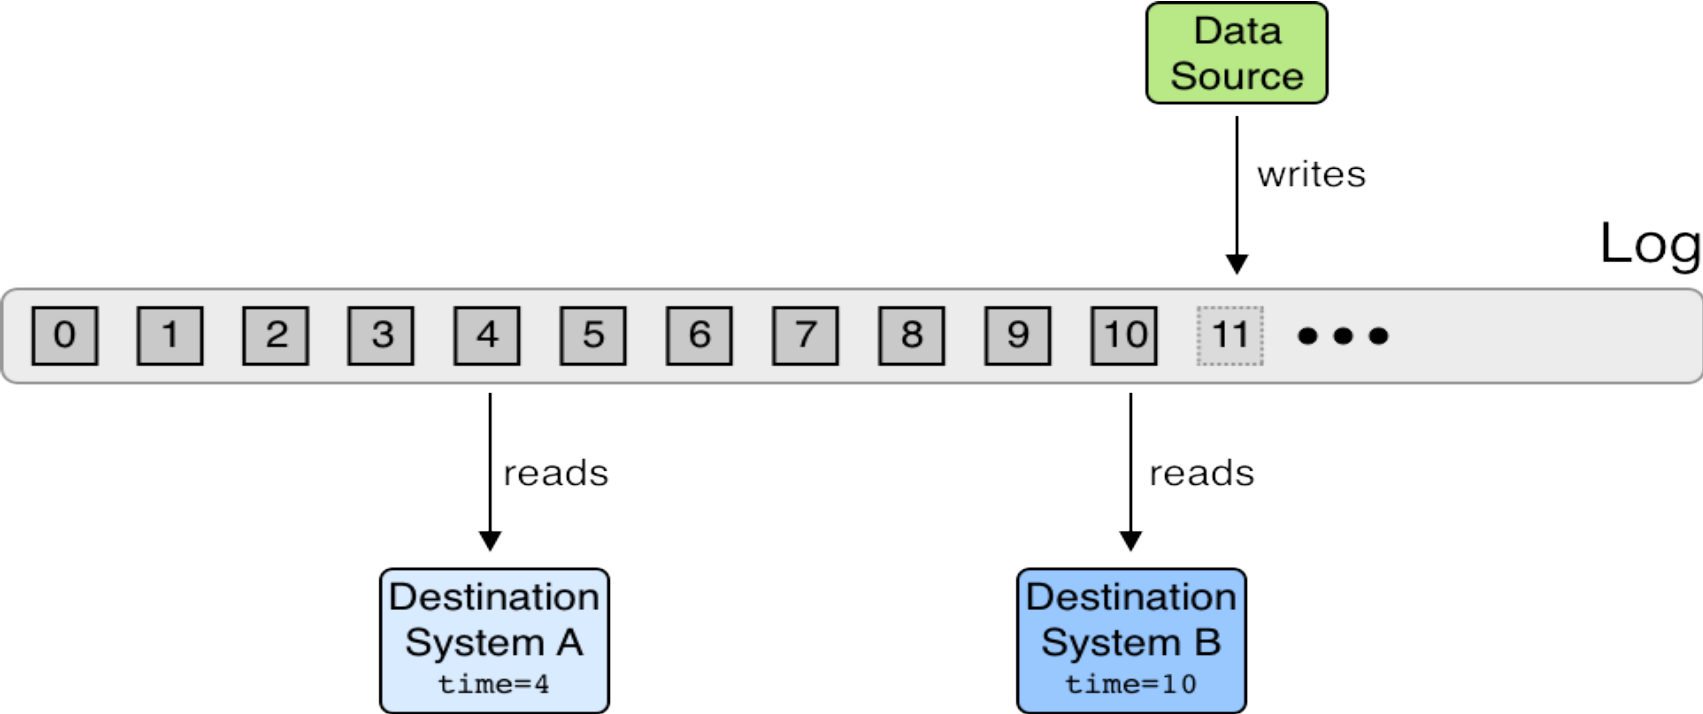 Data
Source
writes
Log
0 1 2 3 4 5 6 7 8 9 10 11
reads
reads
Destination
System A
time=4
Destination
System B
time=10